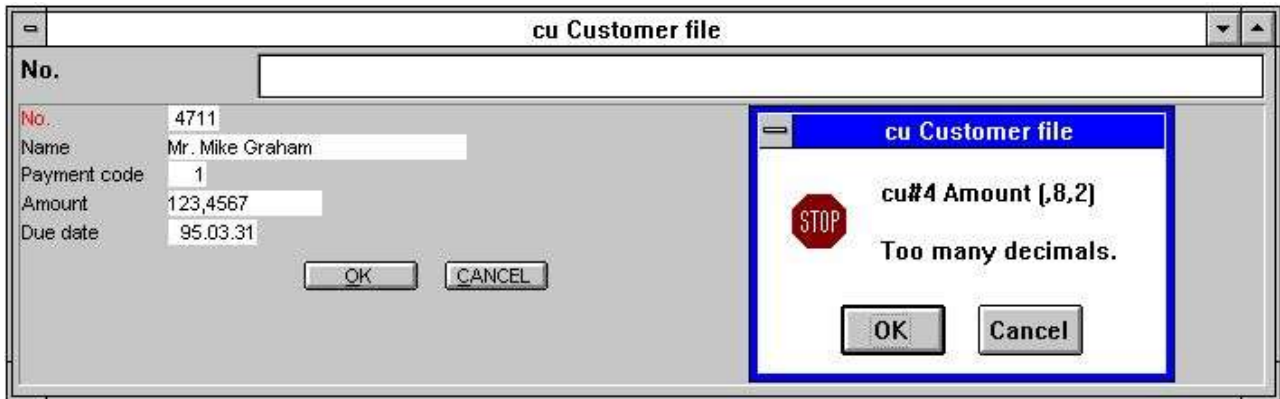 cu Customer file
No.
No. 4711
Name Mr. Mike Graham
Payment code 1
Amount 123,4567
Due date 95.03.31
OK CANCEL
cu Customer file
STOP
cu#4 Amount (,8,2)
Too many decimals.
OK Cancel